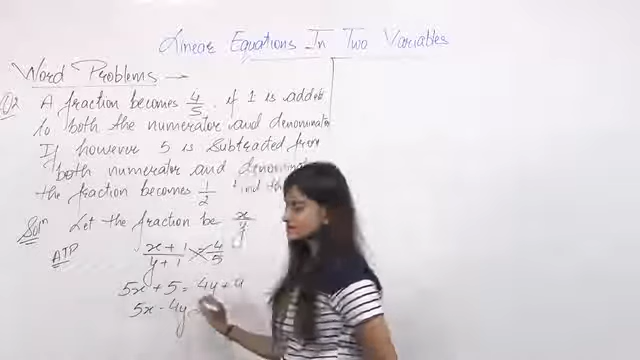 Linear Equations In Two Variables
Word Problems →
Q2 A fraction becomes 4/5, if 1 is added
to both the numerator and denominator
If however 5 is subtracted from
both numerator and
the fraction becomes 1/2
Soln Let the fraction be x/y
ATP x+1/y+1 = 4/5
5x + 5 = 4y + 4
5x - 4y =